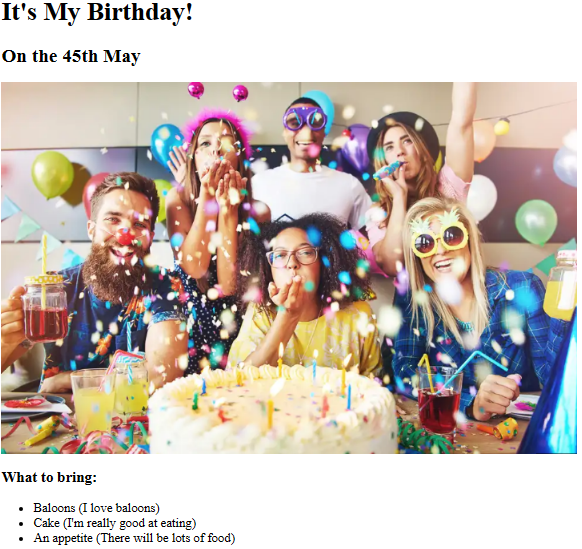 It's My Birthday!
On the 45th May
What to bring:
Baloons (I love baloons)
Cake (I'm really good at eating)
An appetite (There will be lots of food)